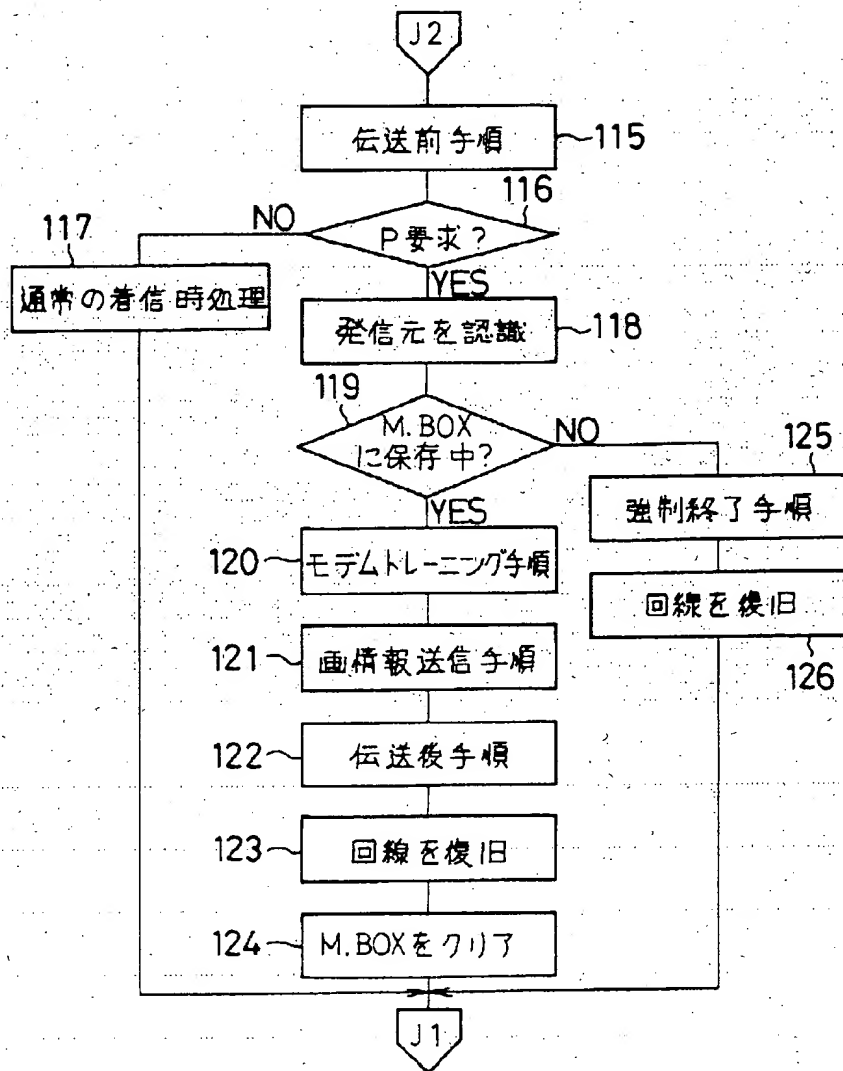 J2
伝送前手順
115
116
P要求?
NO
YES
117
通常の着信時処理
発信元を認識
118
119
M.BOX
に保存中?
NO
YES
125
強制終了手順
120
モデムトレーニング手順
回線を復旧
126
121
画情報送信手順
122
伝送後手順
123
回線を復旧
124
M.BOXをクリア
J1